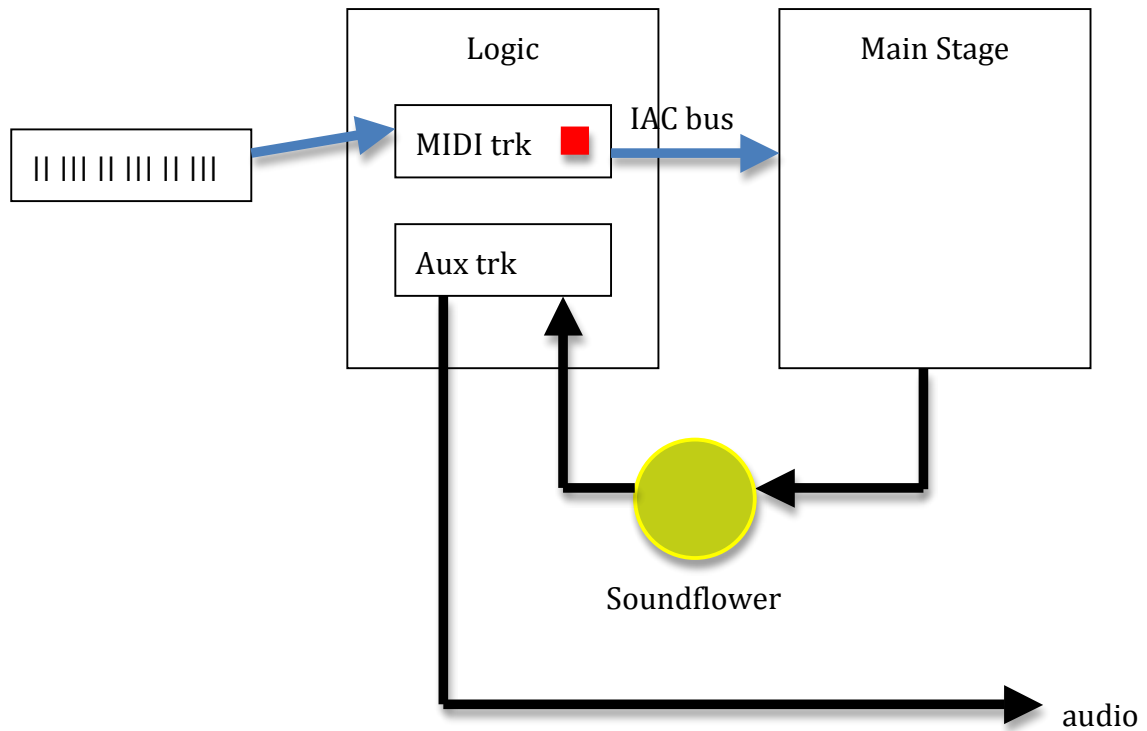 Logic
Main Stage
IAC bus
MIDI trk
|| ||| || ||| || |||
Aux trk
Soundflower
audio